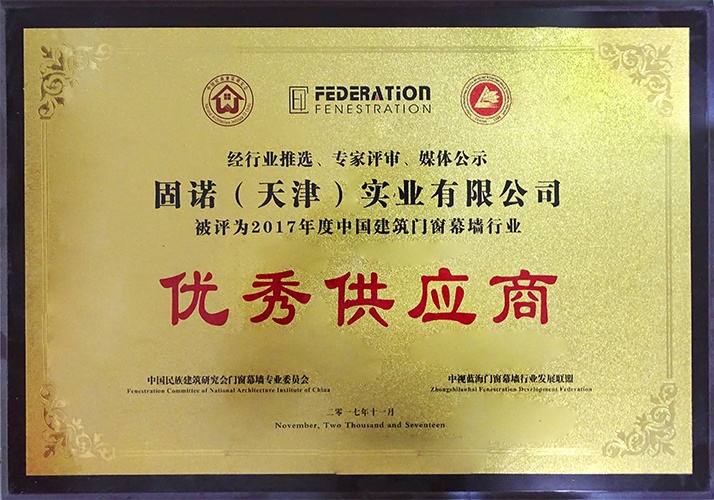 FEDERATiON
FENESTRATION
经行业推选、专家评审、媒体公示
固诺（天津）实业有限公司
被评为2017年度中国建筑门窗幕墙行业
优秀供应商
中国民族建筑研究会门窗幕墙专业委员会
Fenestration Committee of National Architecture Institute of China
中视蓝海门窗幕墙行业发展联盟
Zhongshilanhai Fenestration Development Federation
二零一七年十一月
November, Two Thousand and Seventeen